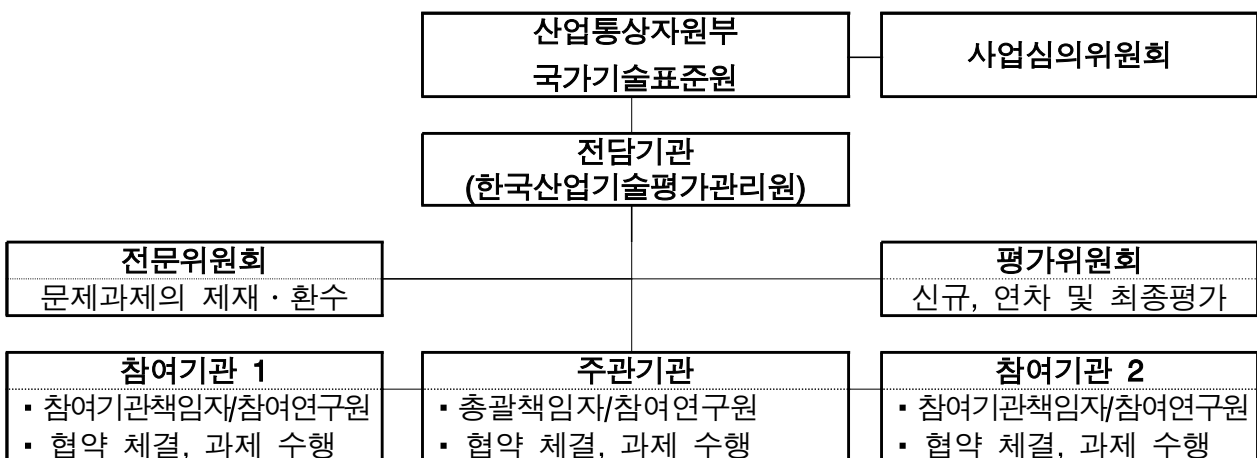 산업통상자원부
국가기술표준원
사업심의위원회
전담기관
(한국산업기술평가관리원)
전문위원회
문제과제의 제재·환수
평가위원회
신규, 연차 및 최종평가
참여기관 1
▪ 참여기관책임자/참여연구원
▪ 협약 체결, 과제 수행
주관기관
▪ 총괄책임자/참여연구원
▪ 협약 체결, 과제 수행
참여기관 2
▪ 참여기관책임자/참여연구원
▪ 협약 체결, 과제 수행